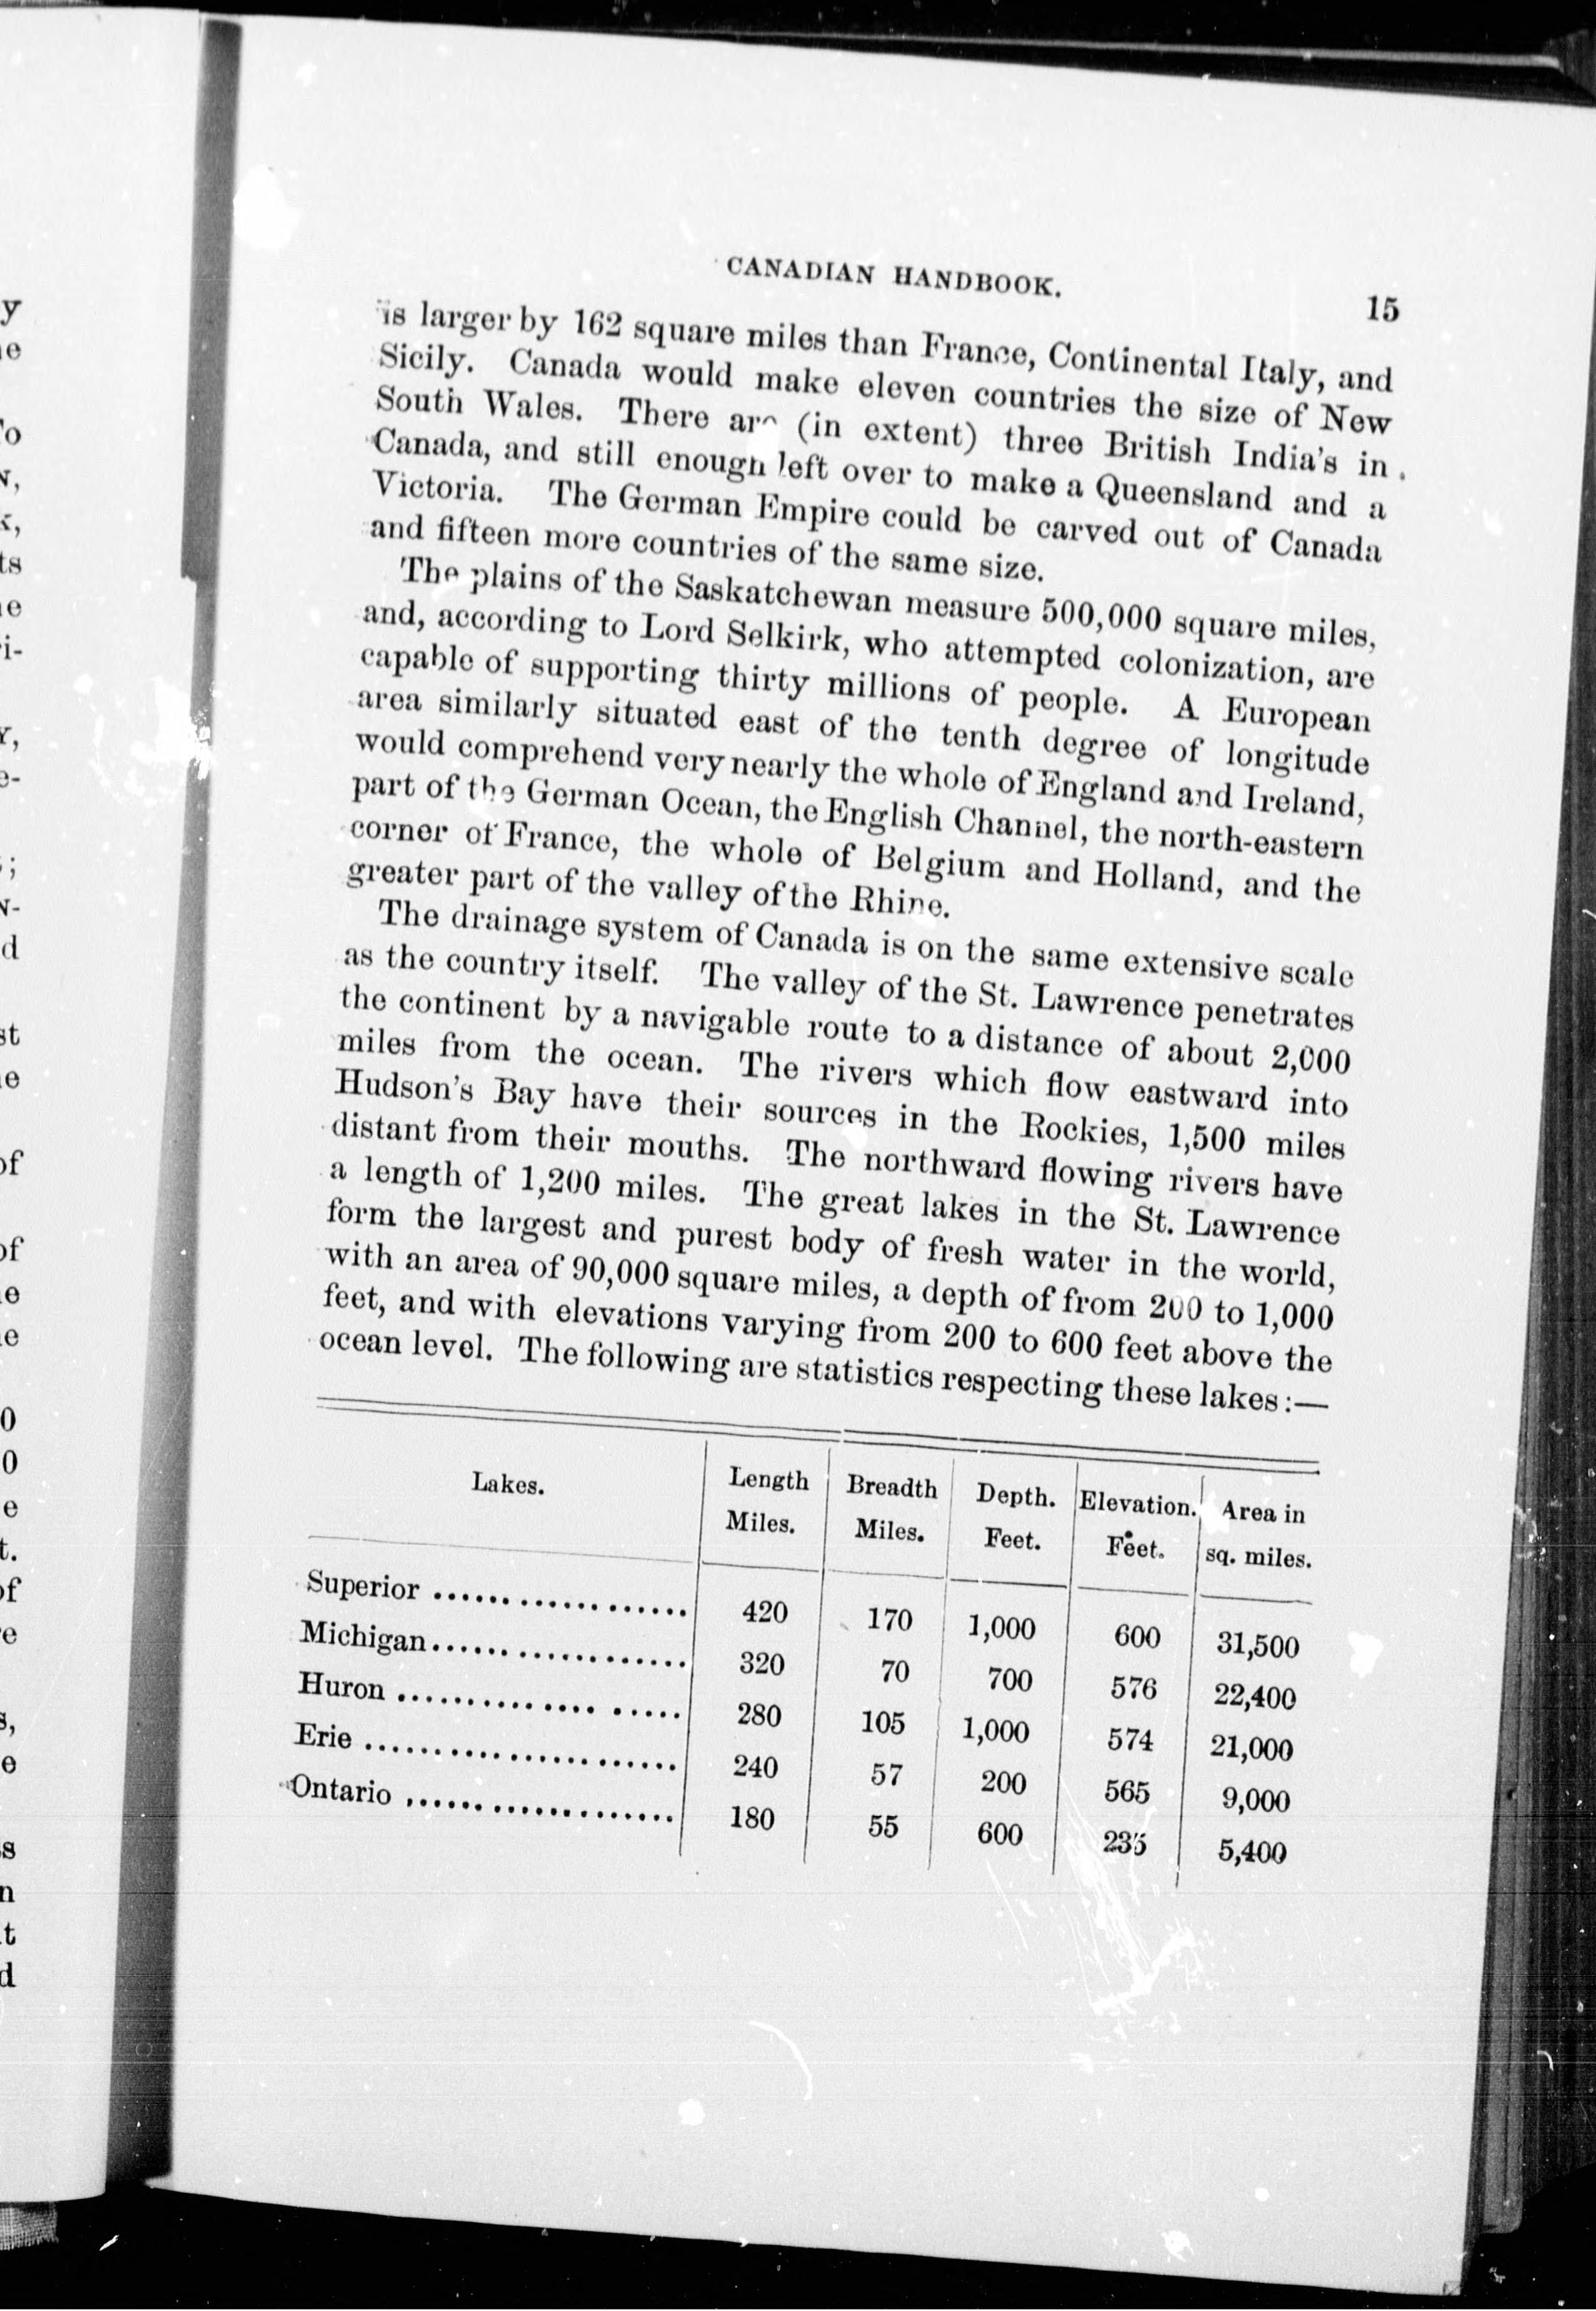 CANADIAN HANDBOOK. 15
is larger by 162 square miles than France, Continental Italy, and
Sicily. Canada would make eleven countries the size of New
South Wales. There are (in extent) three British India's in
Canada, and still enough left over to make a Queensland and a
Victoria. The German Empire could be carved out of Canada
and fifteen more countries of the same size.
The plains of the Saskatchewan measure 500,000 square miles,
and, according to Lord Selkirk, who attempted colonization, are
capable of supporting thirty millions of people. A European
area similarly situated east of the tenth degree of longitude
would comprehend very nearly the whole of England and Ireland,
part of the German Ocean, the English Channel, the north-eastern
corner of France, the whole of Belgium and Holland, and the
greater part of the valley of the Rhine.
The drainage system of Canada is on the same extensive scale
as the country itself. The valley of the St. Lawrence penetrates
the continent by a navigable route to a distance of about 2,000
miles from the ocean. The rivers which flow eastward into
Hudson's Bay have their sources in the Rockies, 1,500 miles
distant from their mouths. The northward flowing rivers have
a length of 1,200 miles. The great lakes in the St. Lawrence
form the largest and purest body of fresh water in the world,
with an area of 90,000 square miles, a depth of from 200 to 1,000
feet, and with elevations varying from 200 to 600 feet above the
ocean level. The following are statistics respecting these lakes:—
Lakes. Length Breadth Depth. Elevation. Area in
Miles. Miles. Feet. Feet. sq. miles.
Superior .................. 420 170 1,000 600 31,500
Michigan.................. 320 70 700 576 22,400
Huron .................... 280 105 1,000 574 21,000
Erie ...................... 240 57 200 565 9,000
Ontario ................... 180 55 600 235 5,400